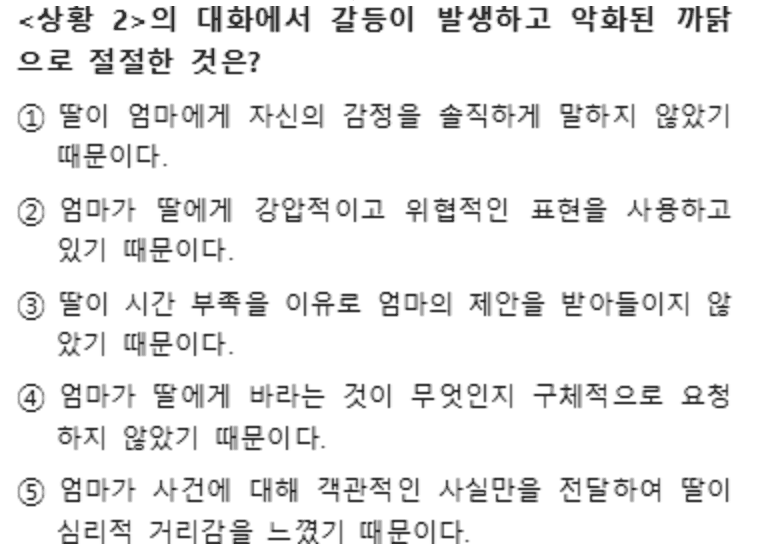 <상황 2>의 대화에서 갈등이 발생하고 악화된 까닭
으로 절절한 것은?
① 딸이 엄마에게 자신의 감정을 솔직하게 말하지 않았기
때문이다.
② 엄마가 딸에게 강압적이고 위협적인 표현을 사용하고
있기 때문이다.
③ 딸이 시간 부족을 이유로 엄마의 제안을 받아들이지 않
았기 때문이다.
④ 엄마가 딸에게 바라는 것이 무엇인지 구체적으로 요청
하지 않았기 때문이다.
⑤ 엄마가 사건에 대해 객관적인 사실만을 전달하여 딸이
심리적 거리감을 느꼈기 때문이다.